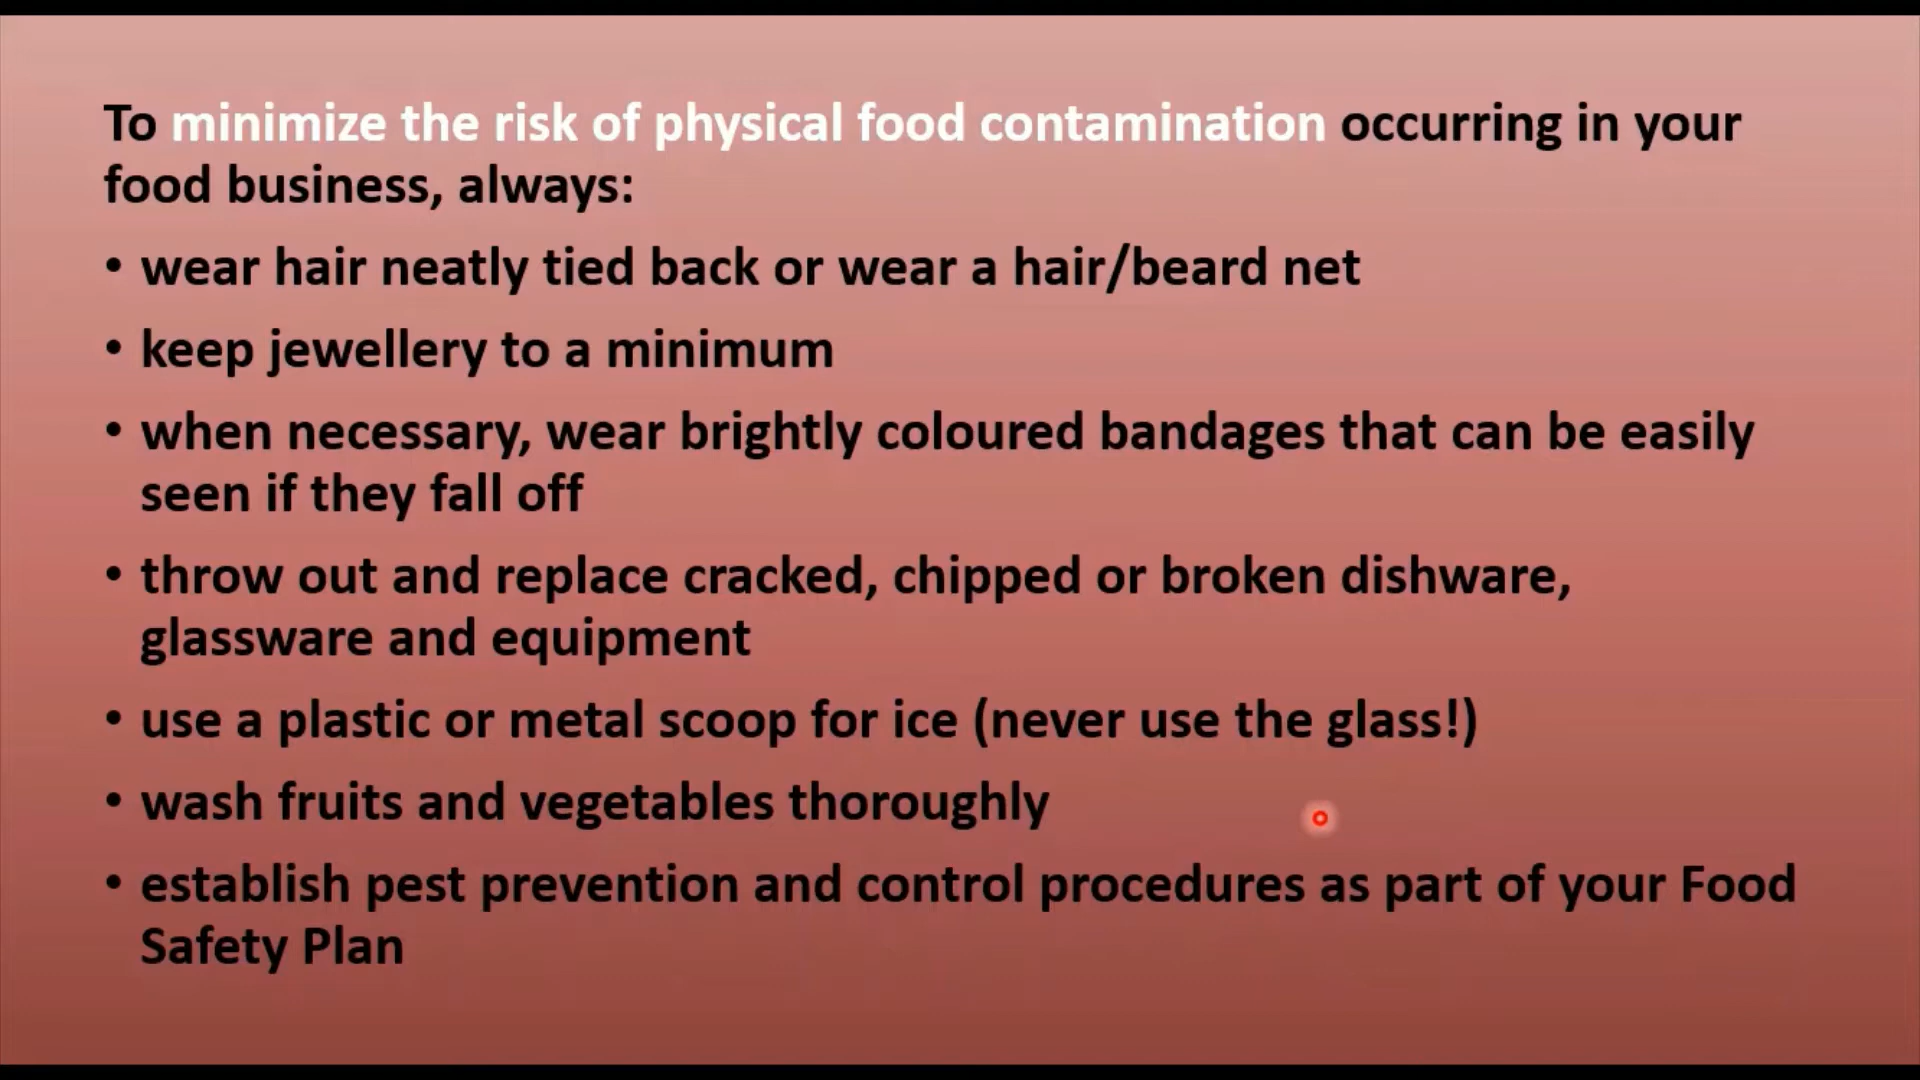 To minimize the risk of physical food contamination occurring in your
food business, always:
• wear hair neatly tied back or wear a hair/beard net
• keep jewellery to a minimum
• when necessary, wear brightly coloured bandages that can be easily
seen if they fall off
• throw out and replace cracked, chipped or broken dishware,
glassware and equipment
• use a plastic or metal scoop for ice (never use the glass!)
• wash fruits and vegetables thoroughly
• establish pest prevention and control procedures as part of your Food
Safety Plan